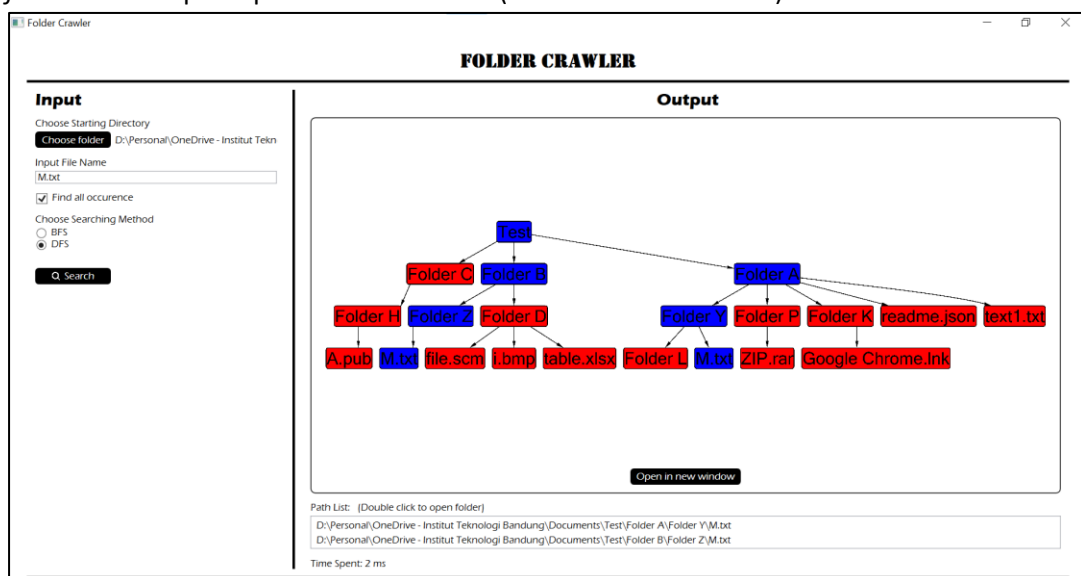 Folder Crawler
FOLDER CRAWLER
Input
Choose Starting Directory
Choose folder D:\Personal\OneDrive - Institut Tekn
Input File Name
M.txt
Find all occurence
Choose Searching Method
BFS
DFS
Search
Output
Test
Folder C Folder B Folder A
Folder H Folder Z Folder D Folder Y Folder P Folder K readme.json text1.txt
A.pub M.txt file.scm i.bmp table.xlsx Folder L M.txt ZIP.rar Google Chrome.lnk
Open in new window
Path List: (Double click to open folder)
D:\Personal\OneDrive - Institut Teknologi Bandung\Documents\Test\Folder A\Folder Y\M.txt
D:\Personal\OneDrive - Institut Teknologi Bandung\Documents\Test\Folder B\Folder Z\M.txt
Time Spent: 2 ms